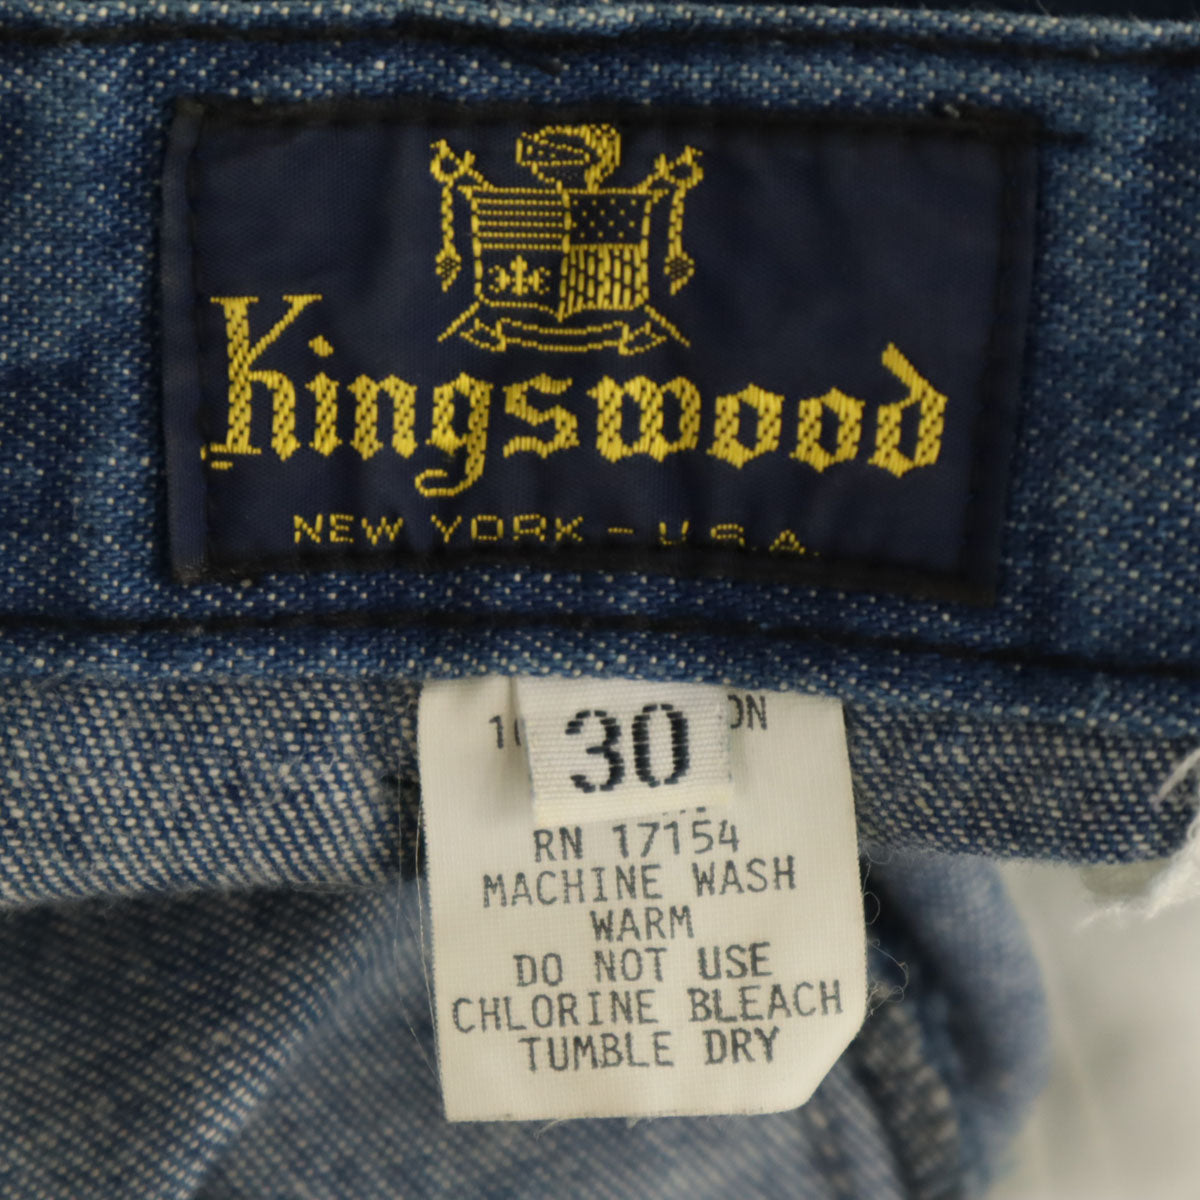 Kingswood
NEW YORK - U.S.A.
30
RN 17154
MACHINE WASH
WARM
DO NOT USE
CHLORINE BLEACH
TUMBLE DRY